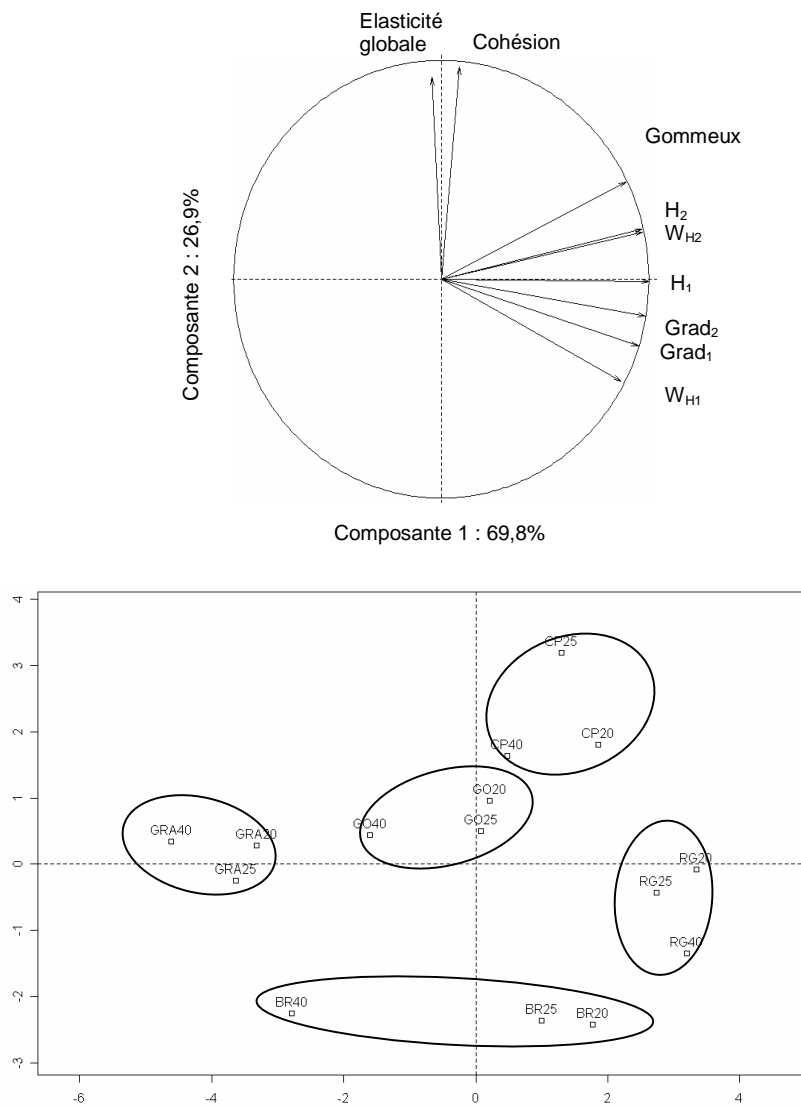 Elasticité
globale
Cohésion
Gommeux
H₂
W_H2
H₁
Grad₂
Grad₁
W_H1
Composante 2 : 26,9%
Composante 1 : 69,8%
4
3
2
1
0
-1
-2
-3
CP25
CP20
CP40
GO20
GO25
GO40
GRA40
GRA20
GRA25
RG20
RG25
RG40
BR40
BR25
BR20
-6
-4
-2
0
2
4